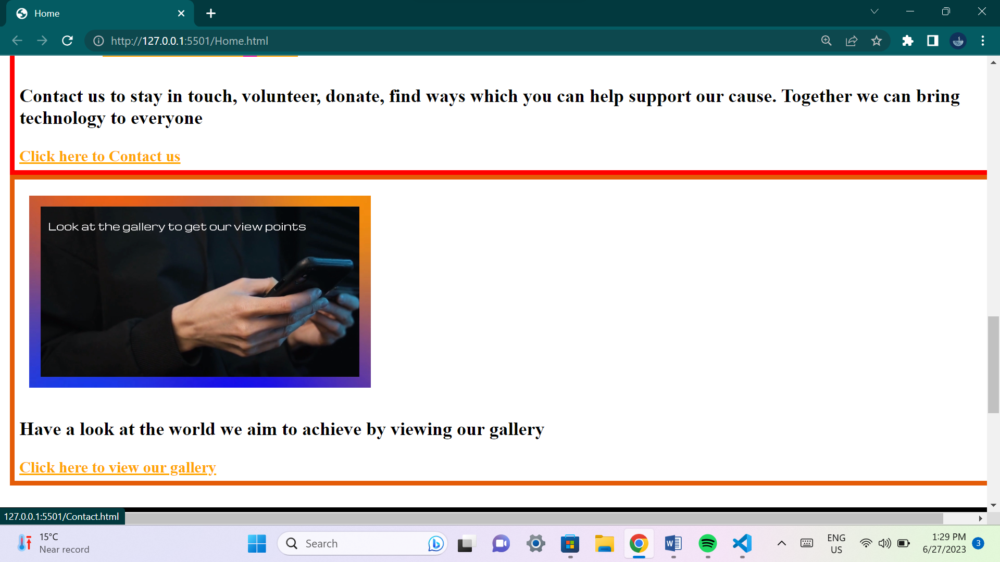 Home
http://127.0.0.1:5501/Home.html
Contact us to stay in touch, volunteer, donate, find ways which you can help support our cause. Together we can bring
technology to everyone
Click here to Contact us
Look at the gallery to get our view points
Have a look at the world we aim to achieve by viewing our gallery
Click here to view our gallery
127.0.0.1:5501/Contact.html
15°C
Near record
Search
ENG
US
1:29 PM
6/27/2023
3